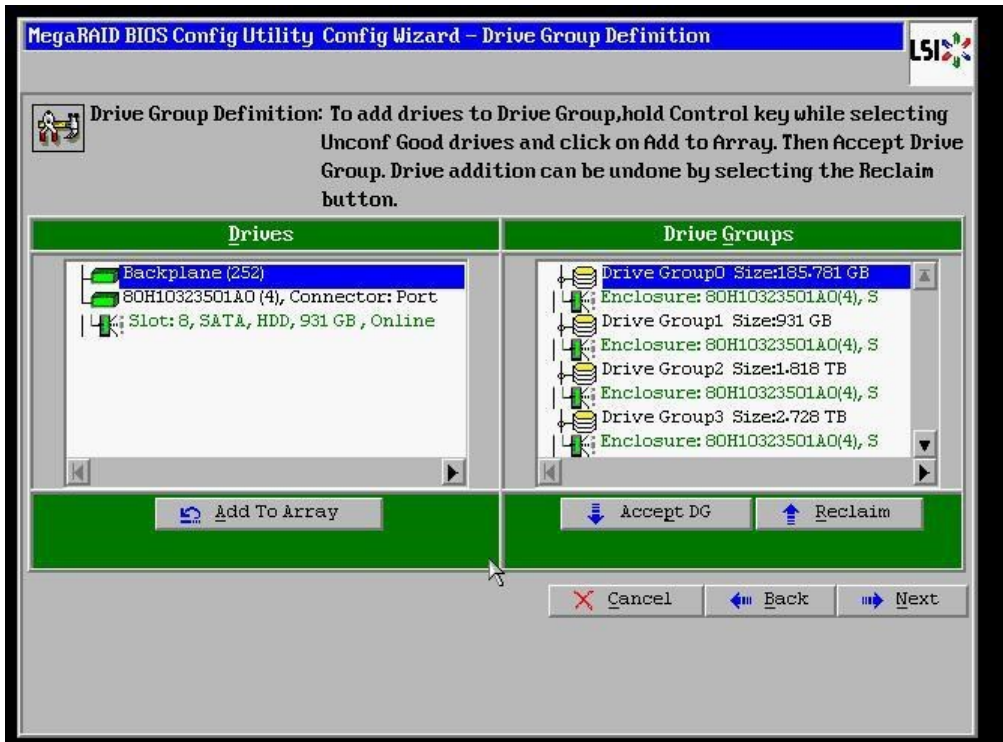 MegaRAID BIOS Config Utility Config Wizard – Drive Group Definition
LSI
Drive Group Definition: To add drives to Drive Group,hold Control key while selecting
Unconf Good drives and click on Add to Array. Then Accept Drive
Group. Drive addition can be undone by selecting the Reclaim
button.
Drives
Backplane (252)
80H10323501A0 (4), Connector: Port
Slot: 8, SATA, HDD, 931 GB , Online
Add To Array
Drive Groups
Drive Group0 Size:185.781 GB
Enclosure: 80H10323501A0(4), S
Drive Group1 Size:931 GB
Enclosure: 80H10323501A0(4), S
Drive Group2 Size:1.818 TB
Enclosure: 80H10323501A0(4), S
Drive Group3 Size:2.728 TB
Enclosure: 80H10323501A0(4), S
Accept DG
Reclaim
Cancel
Back
Next